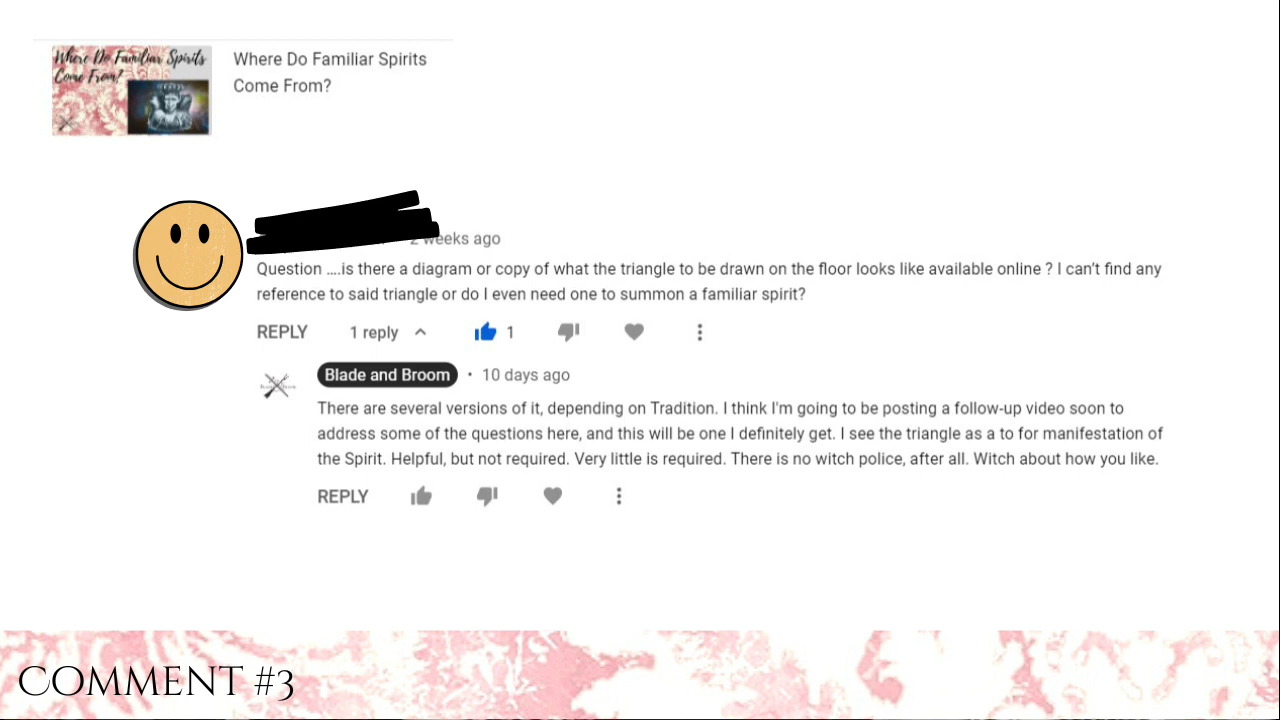 Where Do Familiar Spirits
Come From?
Where Do Familiar Spirits
Come From?
weeks ago
Question ....is there a diagram or copy of what the triangle to be drawn on the floor looks like available online ? I can't find any
reference to said triangle or do I even need one to summon a familiar spirit?
REPLY 1 reply 1
Blade and Broom • 10 days ago
There are several versions of it, depending on Tradition. I think I'm going to be posting a follow-up video soon to
address some of the questions here, and this will be one I definitely get. I see the triangle as a to for manifestation of
the Spirit. Helpful, but not required. Very little is required. There is no witch police, after all. Witch about how you like.
REPLY
COMMENT #3